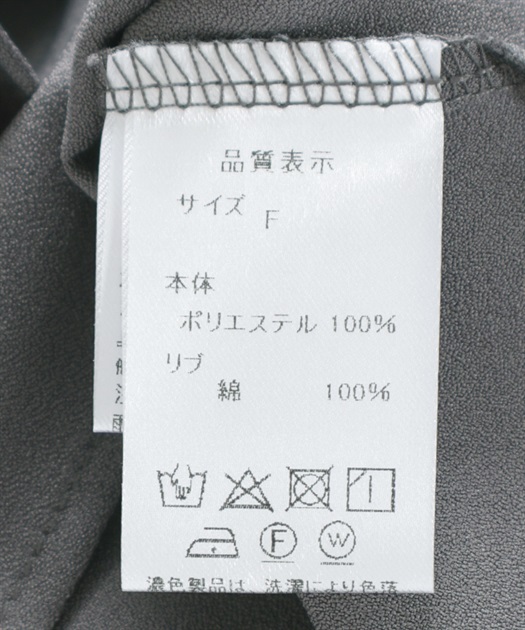 品質表示
サイズ F
本体
ポリエステル 100%
リブ
綿 100%
F W
濃色製品は、洗濯により色落